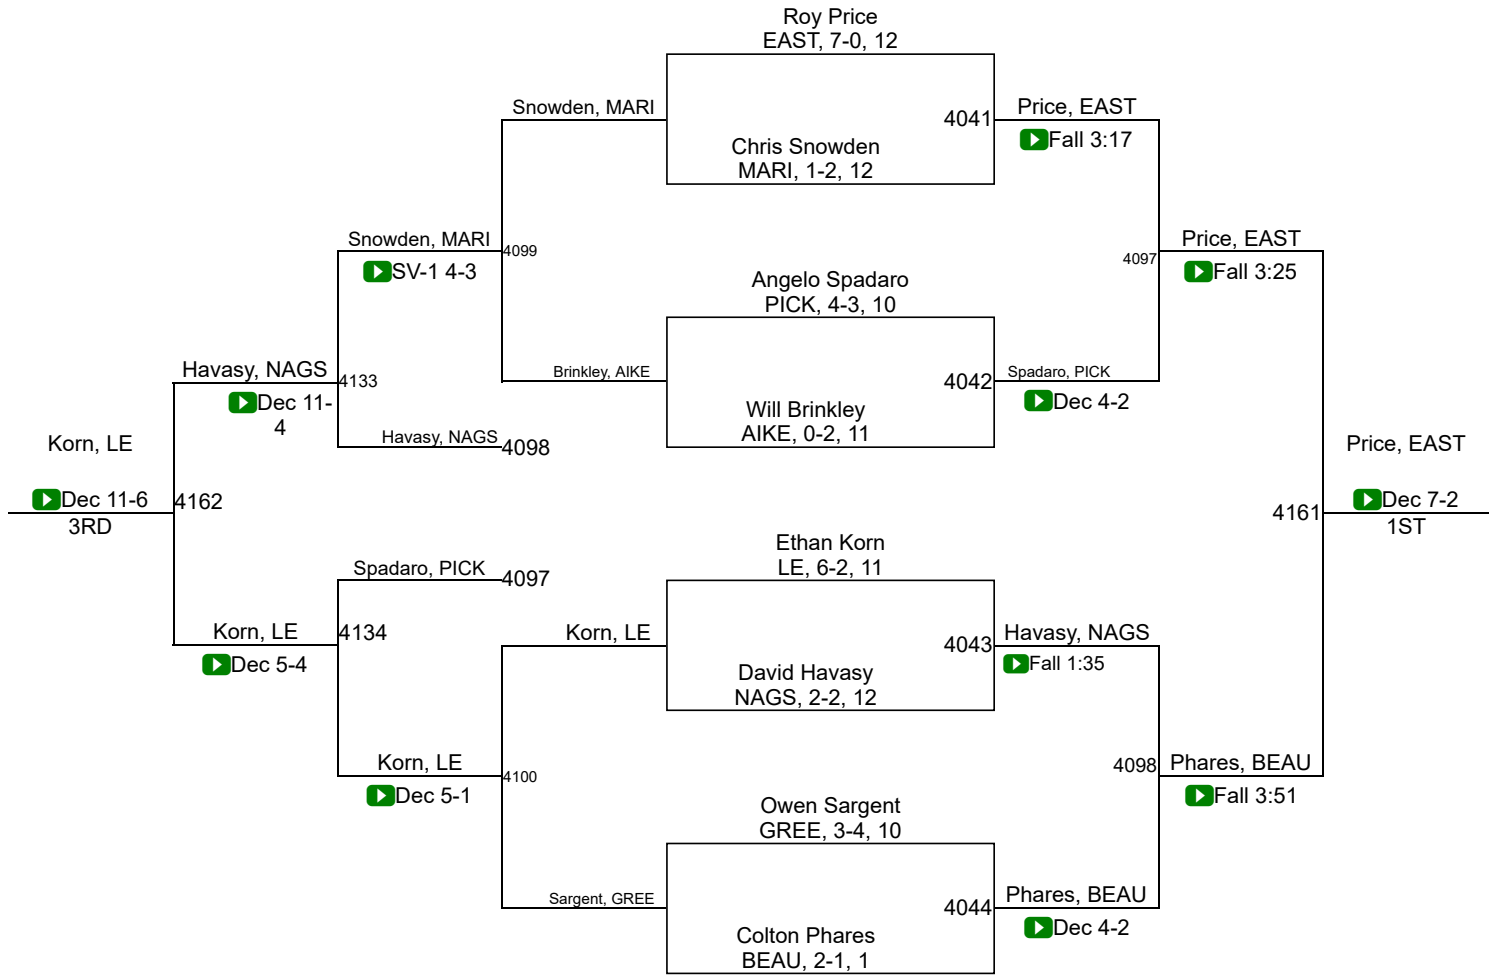 Roy Price
EAST, 7-0, 12
Snowden, MARI
4041
Price, EAST
Fall 3:17
Chris Snowden
MARI, 1-2, 12
Snowden, MARI
SV-1 4-3
4099
4097
Price, EAST
Fall 3:25
Angelo Spadaro
PICK, 4-3, 10
Brinkley, AIKE
4042
Spadaro, PICK
Dec 4-2
Will Brinkley
AIKE, 0-2, 11
Havasy, NAGS
Dec 11-
4
4133
Havasy, NAGS
4098
Korn, LE
Dec 11-6
3RD
4162
4161
Price, EAST
Dec 7-2
1ST
Ethan Korn
LE, 6-2, 11
Spadaro, PICK
4097
Korn, LE
Dec 5-4
4134
Korn, LE
4043
Havasy, NAGS
Fall 1:35
David Havasy
NAGS, 2-2, 12
Korn, LE
Dec 5-1
4100
4098
Phares, BEAU
Fall 3:51
Owen Sargent
GREE, 3-4, 10
Sargent, GREE
4044
Phares, BEAU
Dec 4-2
Colton Phares
BEAU, 2-1, 1